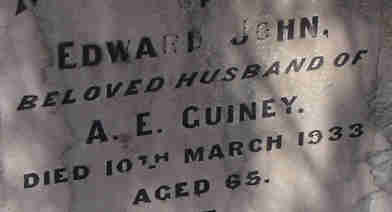 EDWARD JOHN,
BELOVED HUSBAND OF
A. E. GUINEY.
DIED 10TH MARCH 1933
AGED 65.